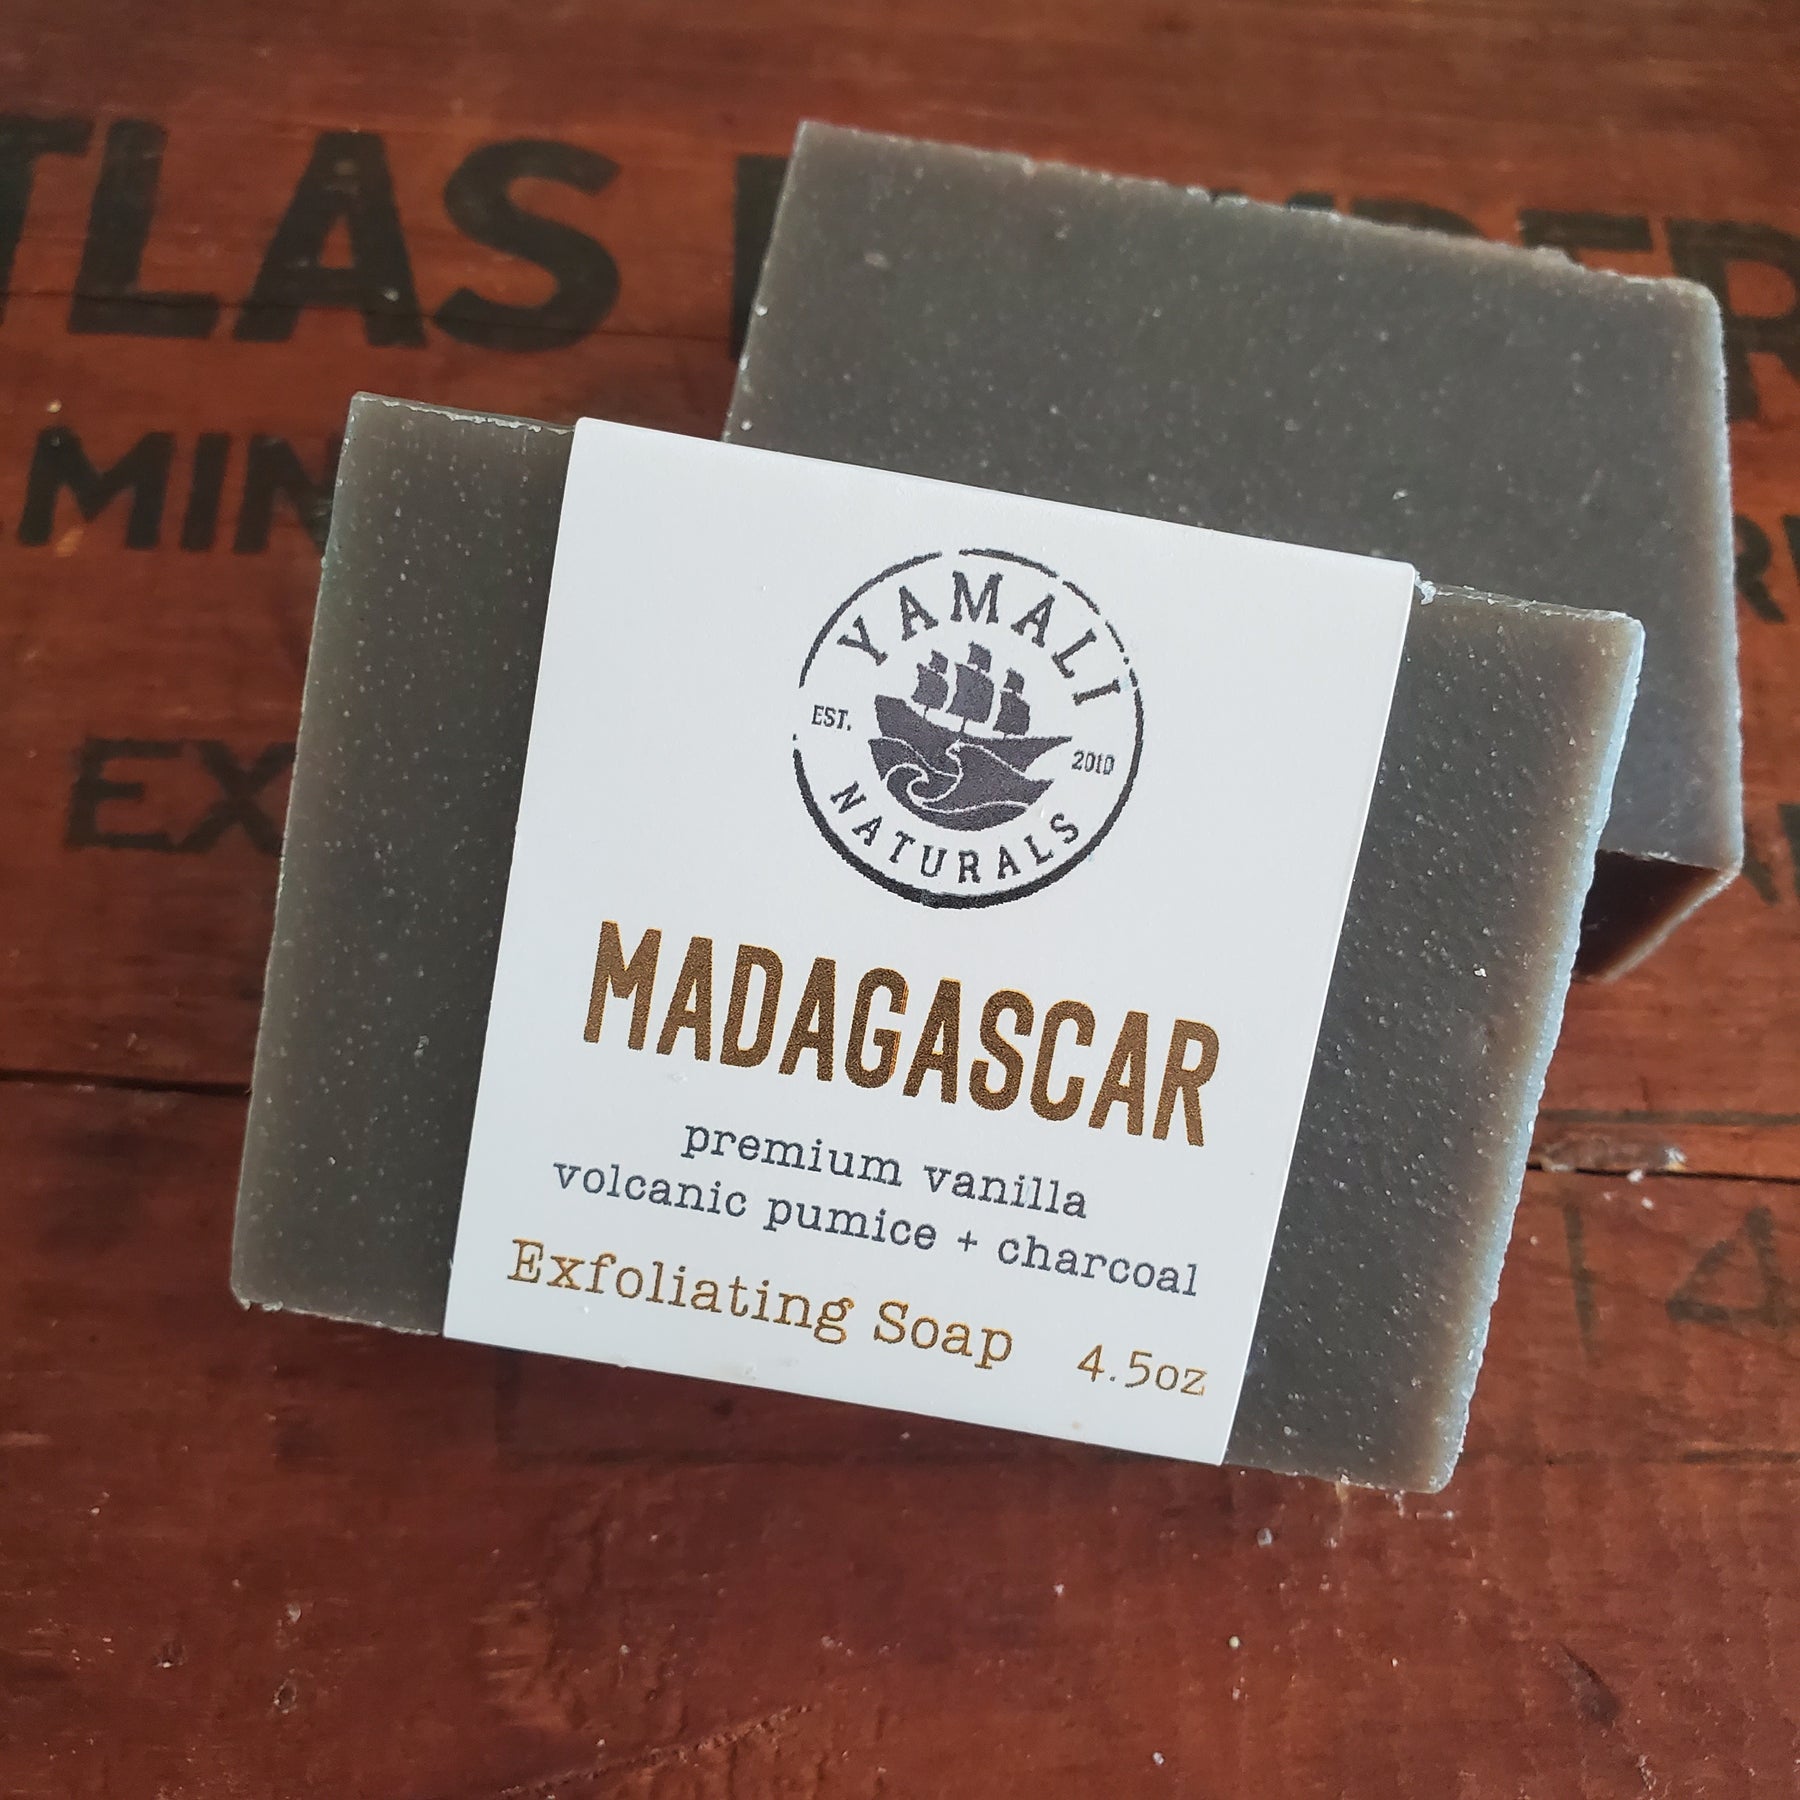 YAMALI
EST. 2010
NATURALS
MADAGASCAR
premium vanilla
volcanic pumice + charcoal
Exfoliating Soap 4.5oz